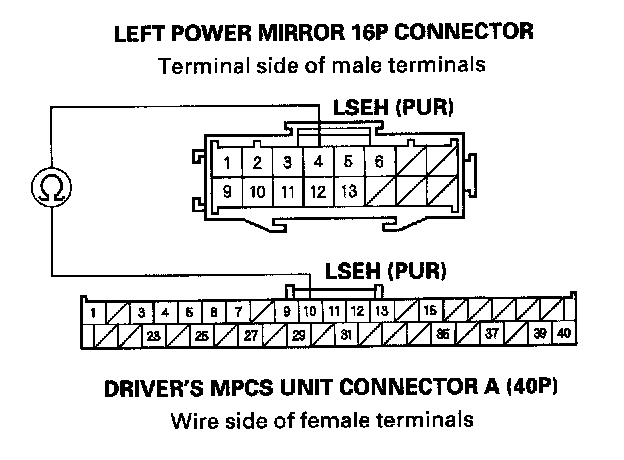 LEFT POWER MIRROR 16P CONNECTOR
Terminal side of male terminals
LSEH (PUR)
1 2 3 4 5 6
9 10 11 12 13
Ω
LSEH (PUR)
1 3 4 5 6 7 9 10 11 12 13 15
23 25 27 29 31 35 37 39 40
DRIVER'S MPCS UNIT CONNECTOR A (40P)
Wire side of female terminals